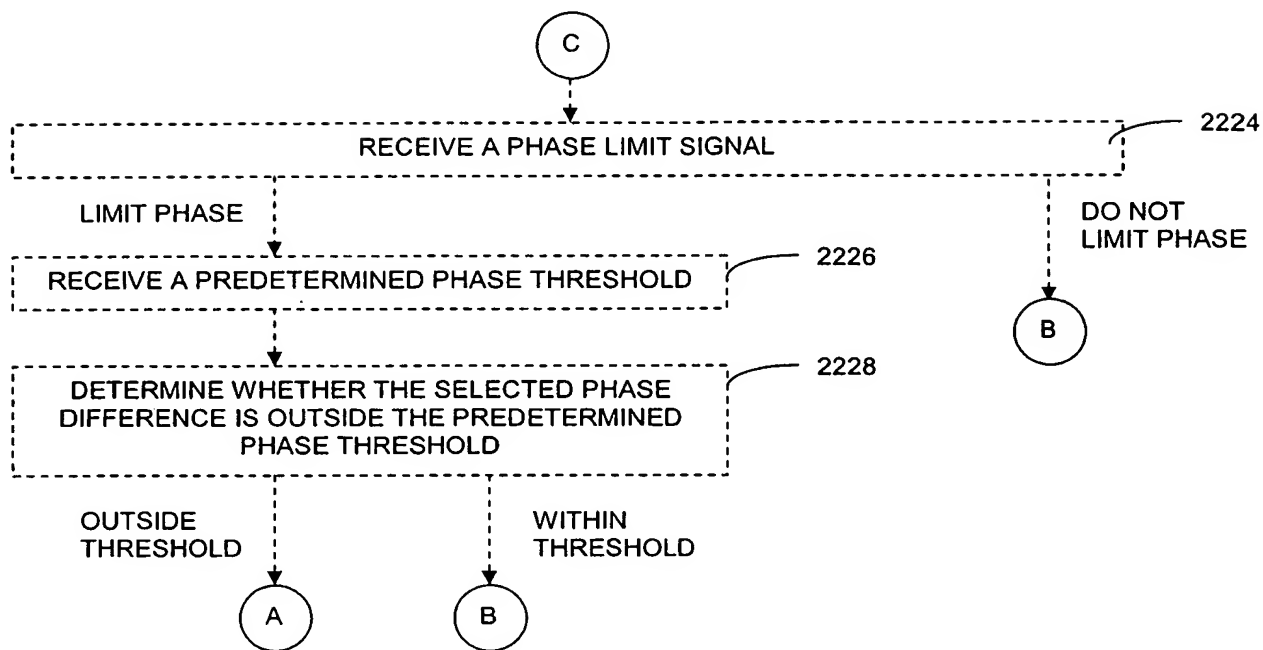 C
RECEIVE A PHASE LIMIT SIGNAL
2224
LIMIT PHASE
DO NOT
LIMIT PHASE
RECEIVE A PREDETERMINED PHASE THRESHOLD
2226
B
DETERMINE WHETHER THE SELECTED PHASE
DIFFERENCE IS OUTSIDE THE PREDETERMINED
PHASE THRESHOLD
2228
OUTSIDE
THRESHOLD
WITHIN
THRESHOLD
A
B